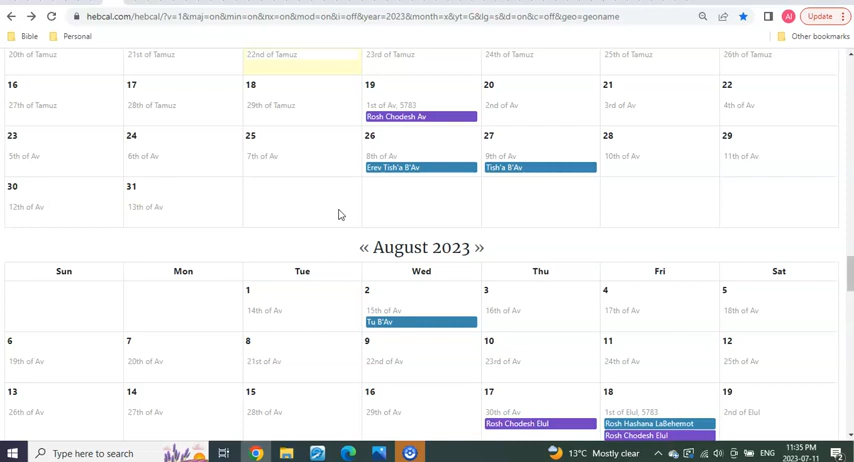 hebcal.com/hebcal/?v=1&maj=on&min=on&nx=on&mod=on&i=off&year=2023&month=x&yt=G&lg=s&d=on&c=off&geo=geoname
AI
Update
Bible
Personal
Other bookmarks
20th of Tamuz 21st of Tamuz 22nd of Tamuz 23rd of Tamuz 24th of Tamuz 25th of Tamuz 26th of Tamuz
16 17 18 19 20 21 22
27th of Tamuz 28th of Tamuz 29th of Tamuz 1st of Av, 5783 2nd of Av 3rd of Av 4th of Av
Rosh Chodesh Av
23 24 25 26 27 28 29
5th of Av 6th of Av 7th of Av 8th of Av 9th of Av 10th of Av 11th of Av
Erev Tish'a B'Av Tish'a B'Av
30 31
12th of Av 13th of Av
« August 2023 »
Sun Mon Tue Wed Thu Fri Sat
1 2 3 4 5
14th of Av 15th of Av 16th of Av 17th of Av 18th of Av
Tu B'Av
6 7 8 9 10 11 12
19th of Av 20th of Av 21st of Av 22nd of Av 23rd of Av 24th of Av 25th of Av
13 14 15 16 17 18 19
26th of Av 27th of Av 28th of Av 29th of Av 30th of Av 1st of Elul, 5783 2nd of Elul
Rosh Chodesh Elul Rosh Hashana LaBehemot
Rosh Chodesh Elul
Type here to search
13°C Mostly clear
ENG
11:35 PM
2023-07-11
2